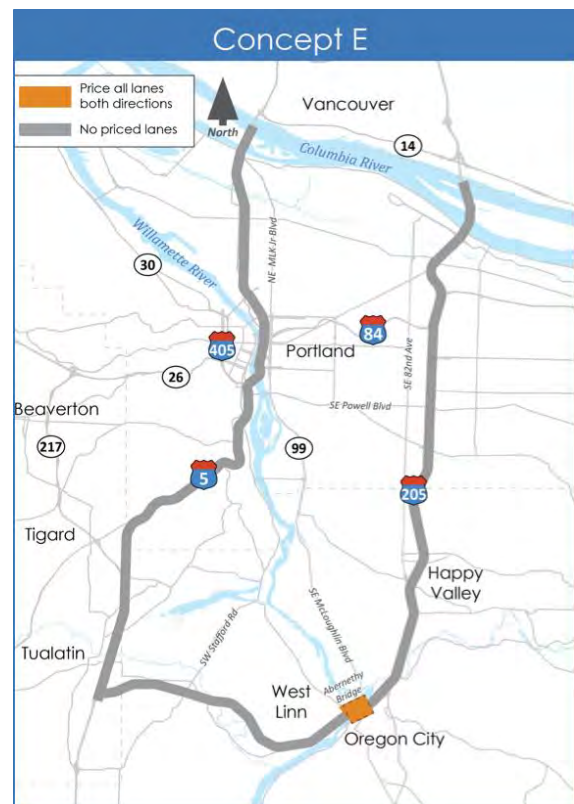 Concept E
Price all lanes
both directions
No priced lanes
North
Vancouver
14
Columbia River
Willamette River
NE MLK Jr Blvd
30
405
84
Portland
26
SE 82nd Ave
Beaverton
SE Powell Blvd
217
99
5
205
Tigard
Happy
Valley
SE McLoughlin Blvd
SW Stafford Rd
Tualatin
Abernethy
Bridge
West
Linn
Oregon City